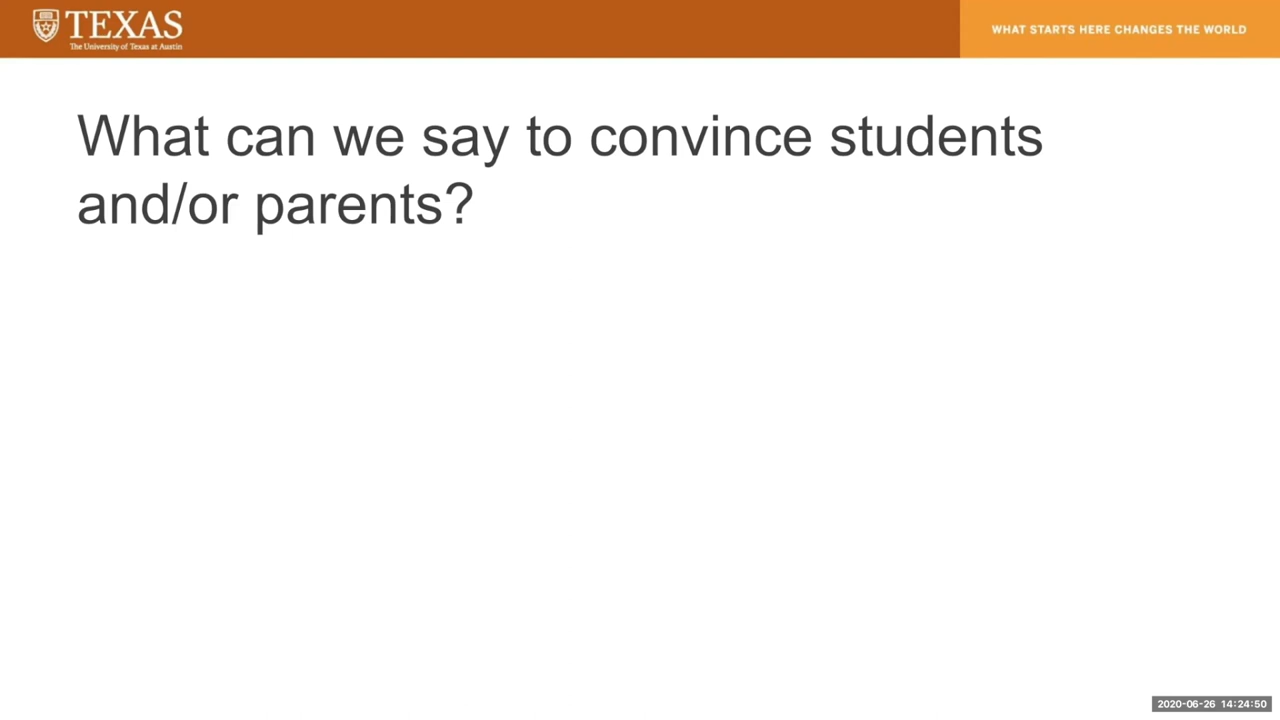 TEXAS
The University of Texas at Austin
WHAT STARTS HERE CHANGES THE WORLD
What can we say to convince students
and/or parents?
2020-06-26 14:24:50